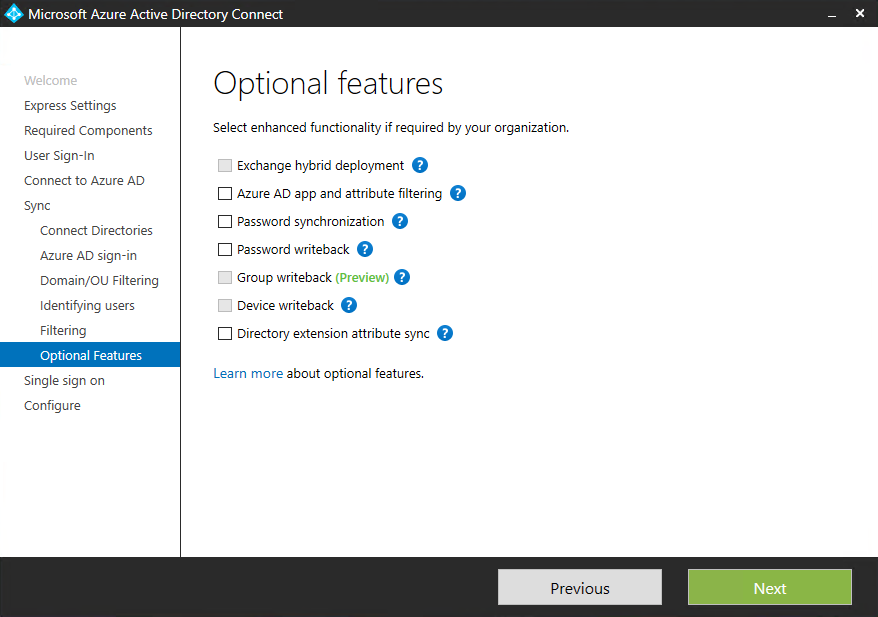 Microsoft Azure Active Directory Connect
Welcome
Express Settings
Required Components
User Sign-In
Connect to Azure AD
Sync
Connect Directories
Azure AD sign-in
Domain/OU Filtering
Identifying users
Filtering
Optional Features
Single sign on
Configure
Optional features
Select enhanced functionality if required by your organization.
Exchange hybrid deployment ?
Azure AD app and attribute filtering ?
Password synchronization ?
Password writeback ?
Group writeback (Preview) ?
Device writeback ?
Directory extension attribute sync ?
Learn more about optional features.
Previous
Next